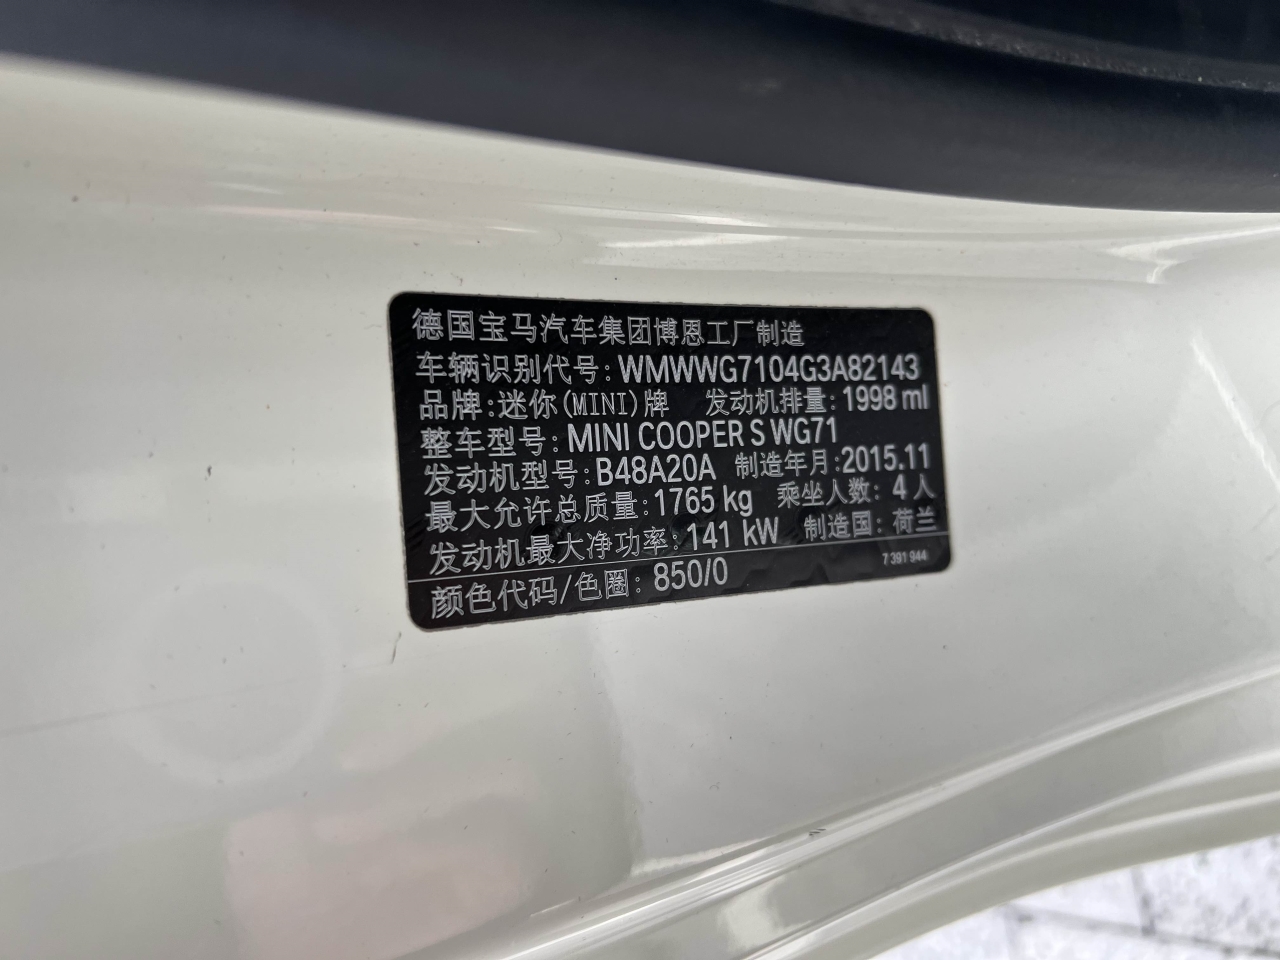 德国宝马汽车集团博恩工厂制造
车辆识别代号: WMWWG7104G3A82143
品牌:迷你(MINI)牌 发动机排量: 1998 ml
整车型号: MINI COOPER S WG71
发动机型号: B48A20A 制造年月:2015.11
最大允许总质量: 1765 kg 乘坐人数: 4 人
发动机最大净功率: 141 kW 制造国: 荷兰
7 391 944
颜色代码/色圈: 850/0